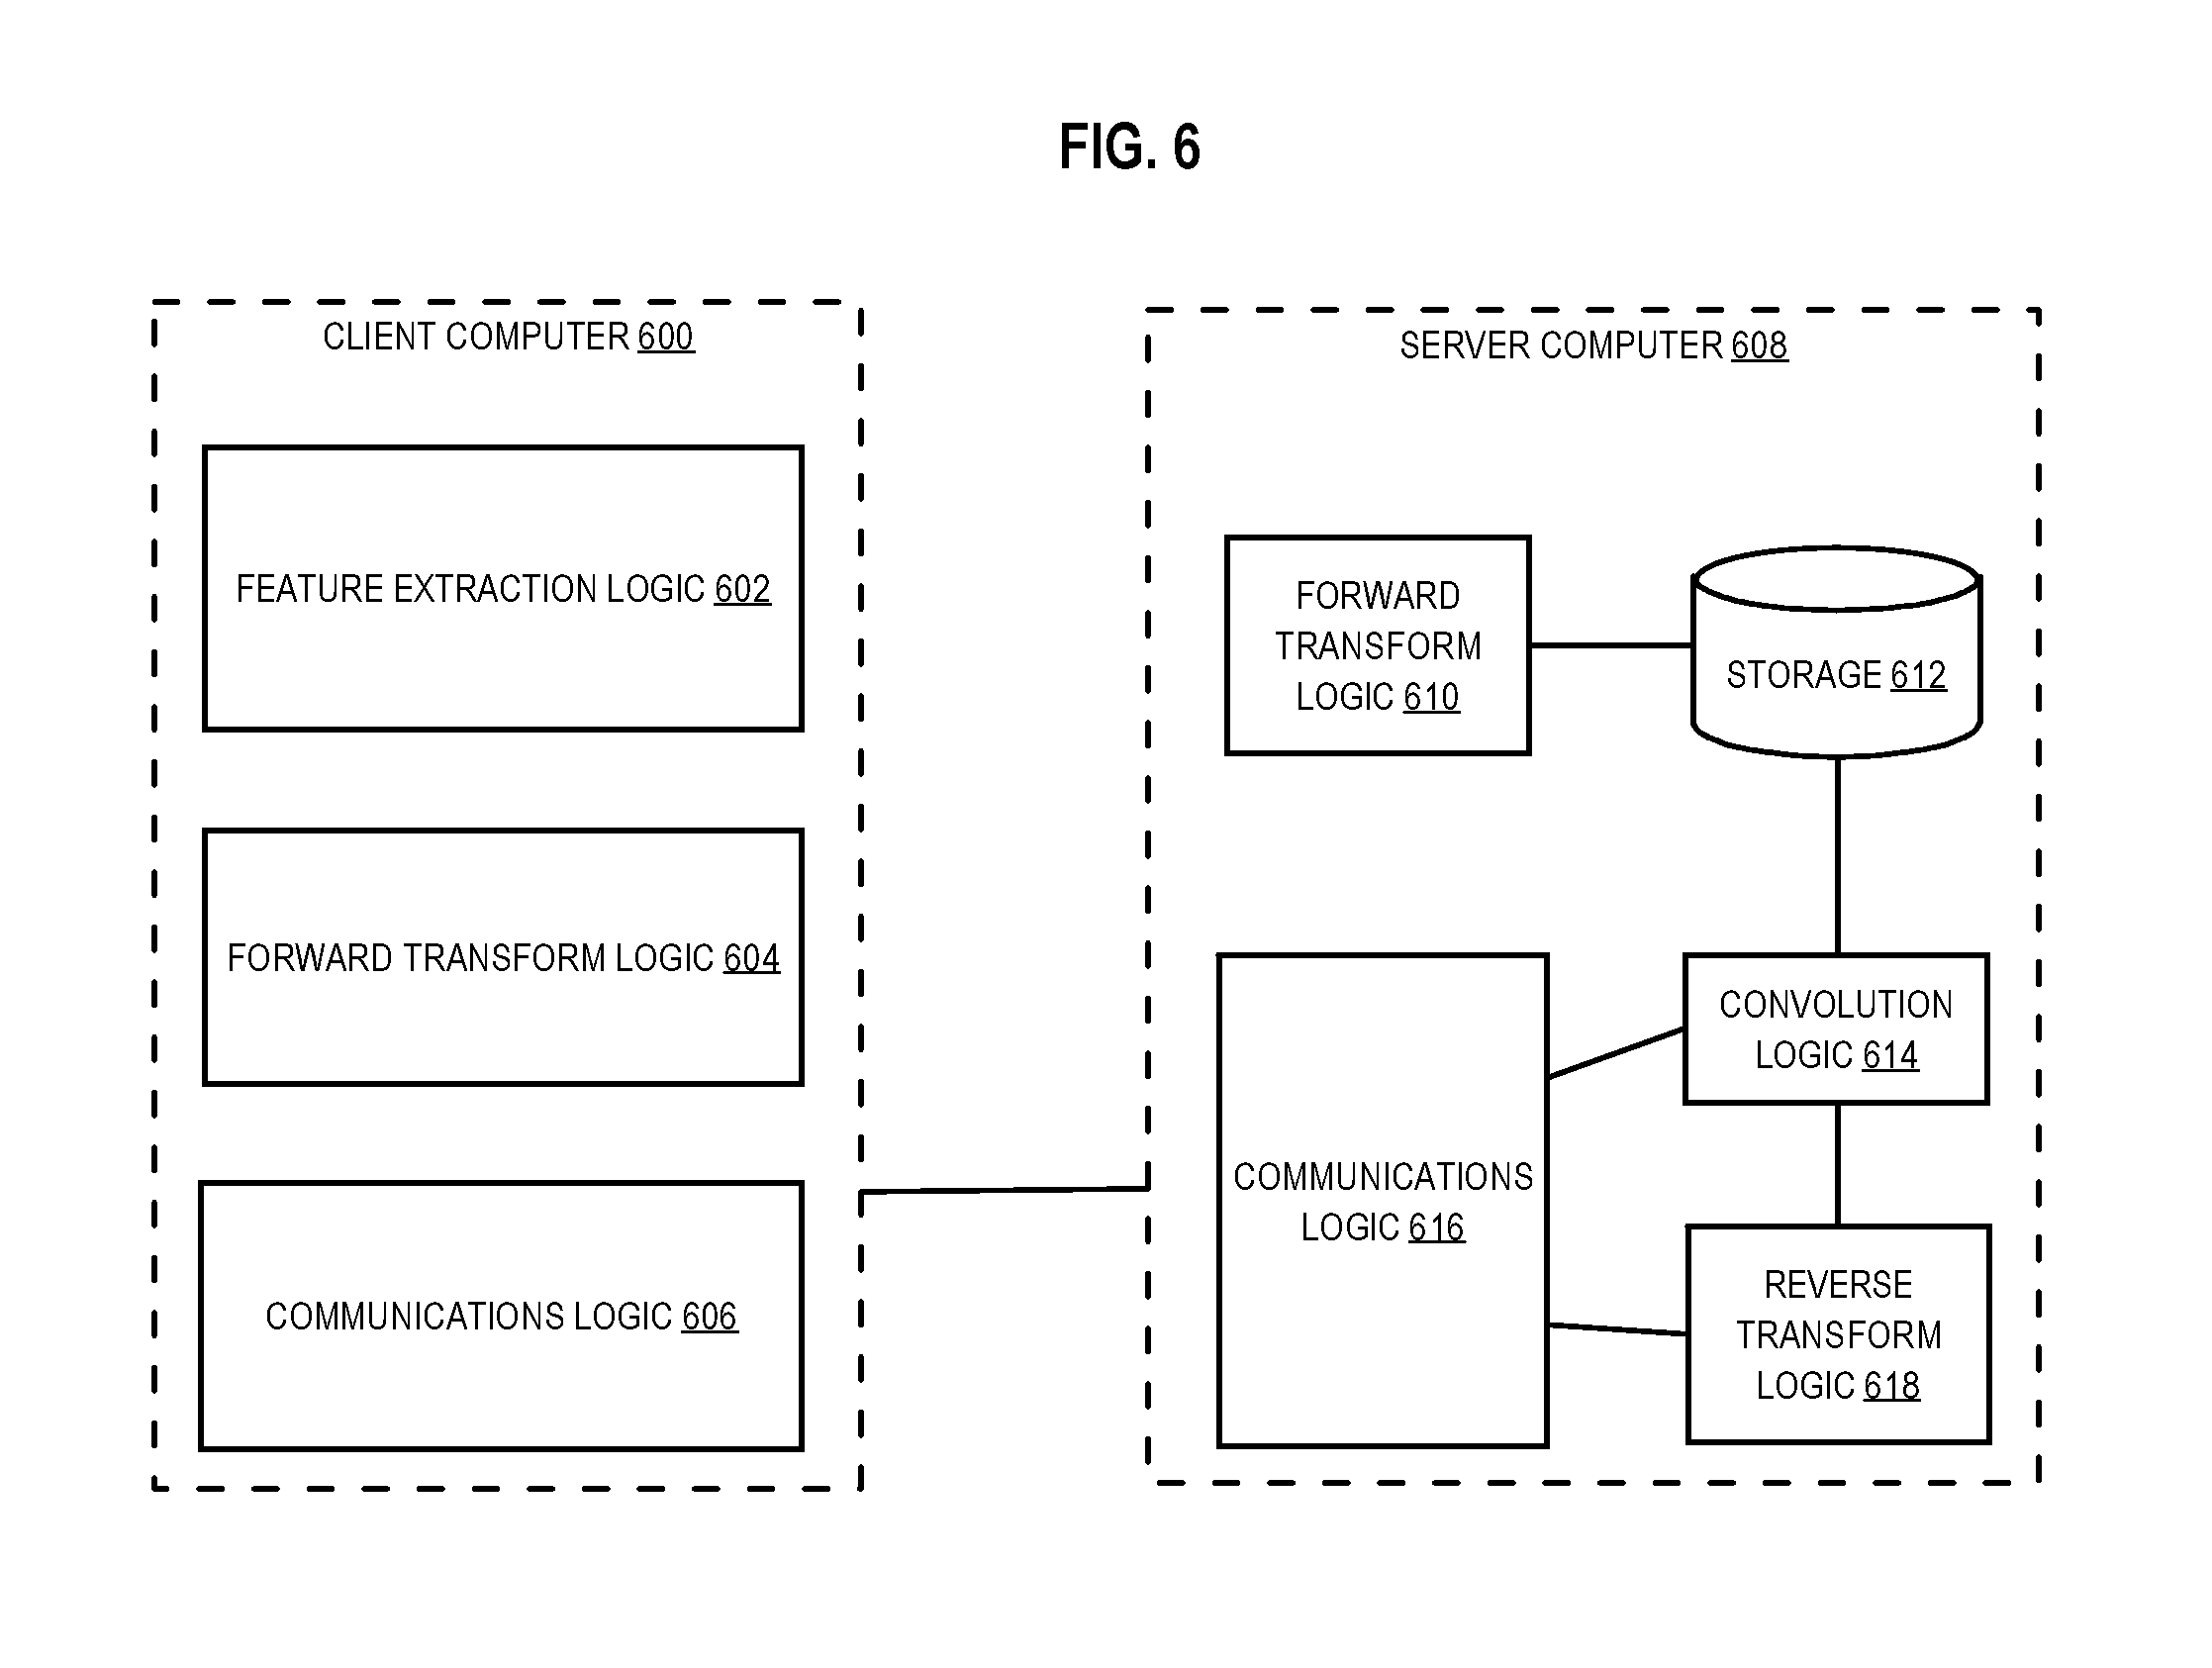 FIG. 6
CLIENT COMPUTER 600
FEATURE EXTRACTION LOGIC 602
FORWARD TRANSFORM LOGIC 604
COMMUNICATIONS LOGIC 606
SERVER COMPUTER 608
FORWARD
TRANSFORM
LOGIC 610
STORAGE 612
COMMUNICATIONS
LOGIC 616
CONVOLUTION
LOGIC 614
REVERSE
TRANSFORM
LOGIC 618